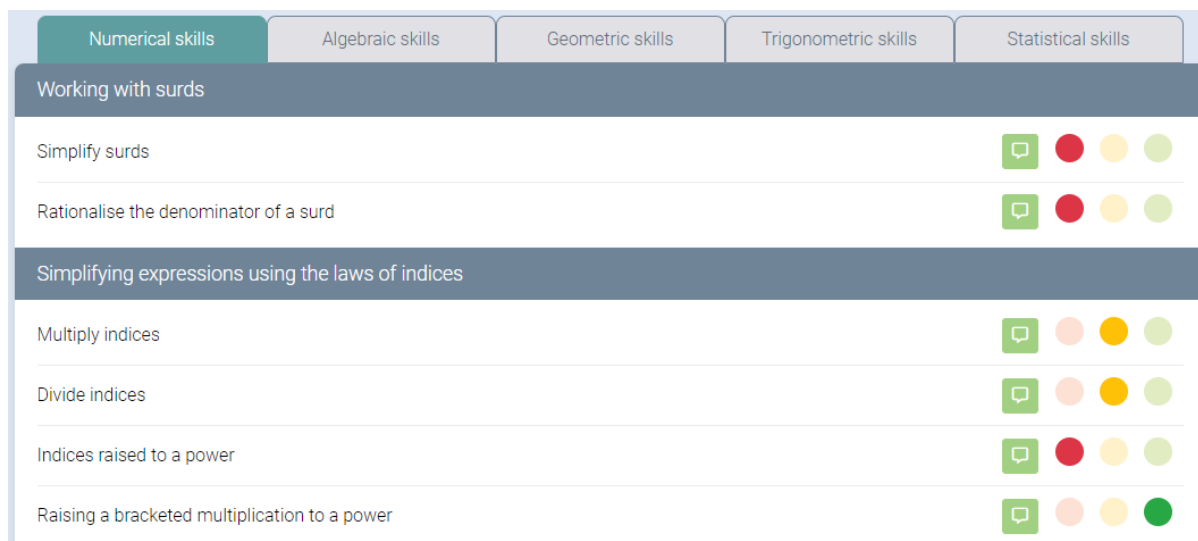 Numerical skills
Algebraic skills
Geometric skills
Trigonometric skills
Statistical skills
Working with surds
Simplify surds
Rationalise the denominator of a surd
Simplifying expressions using the laws of indices
Multiply indices
Divide indices
Indices raised to a power
Raising a bracketed multiplication to a power